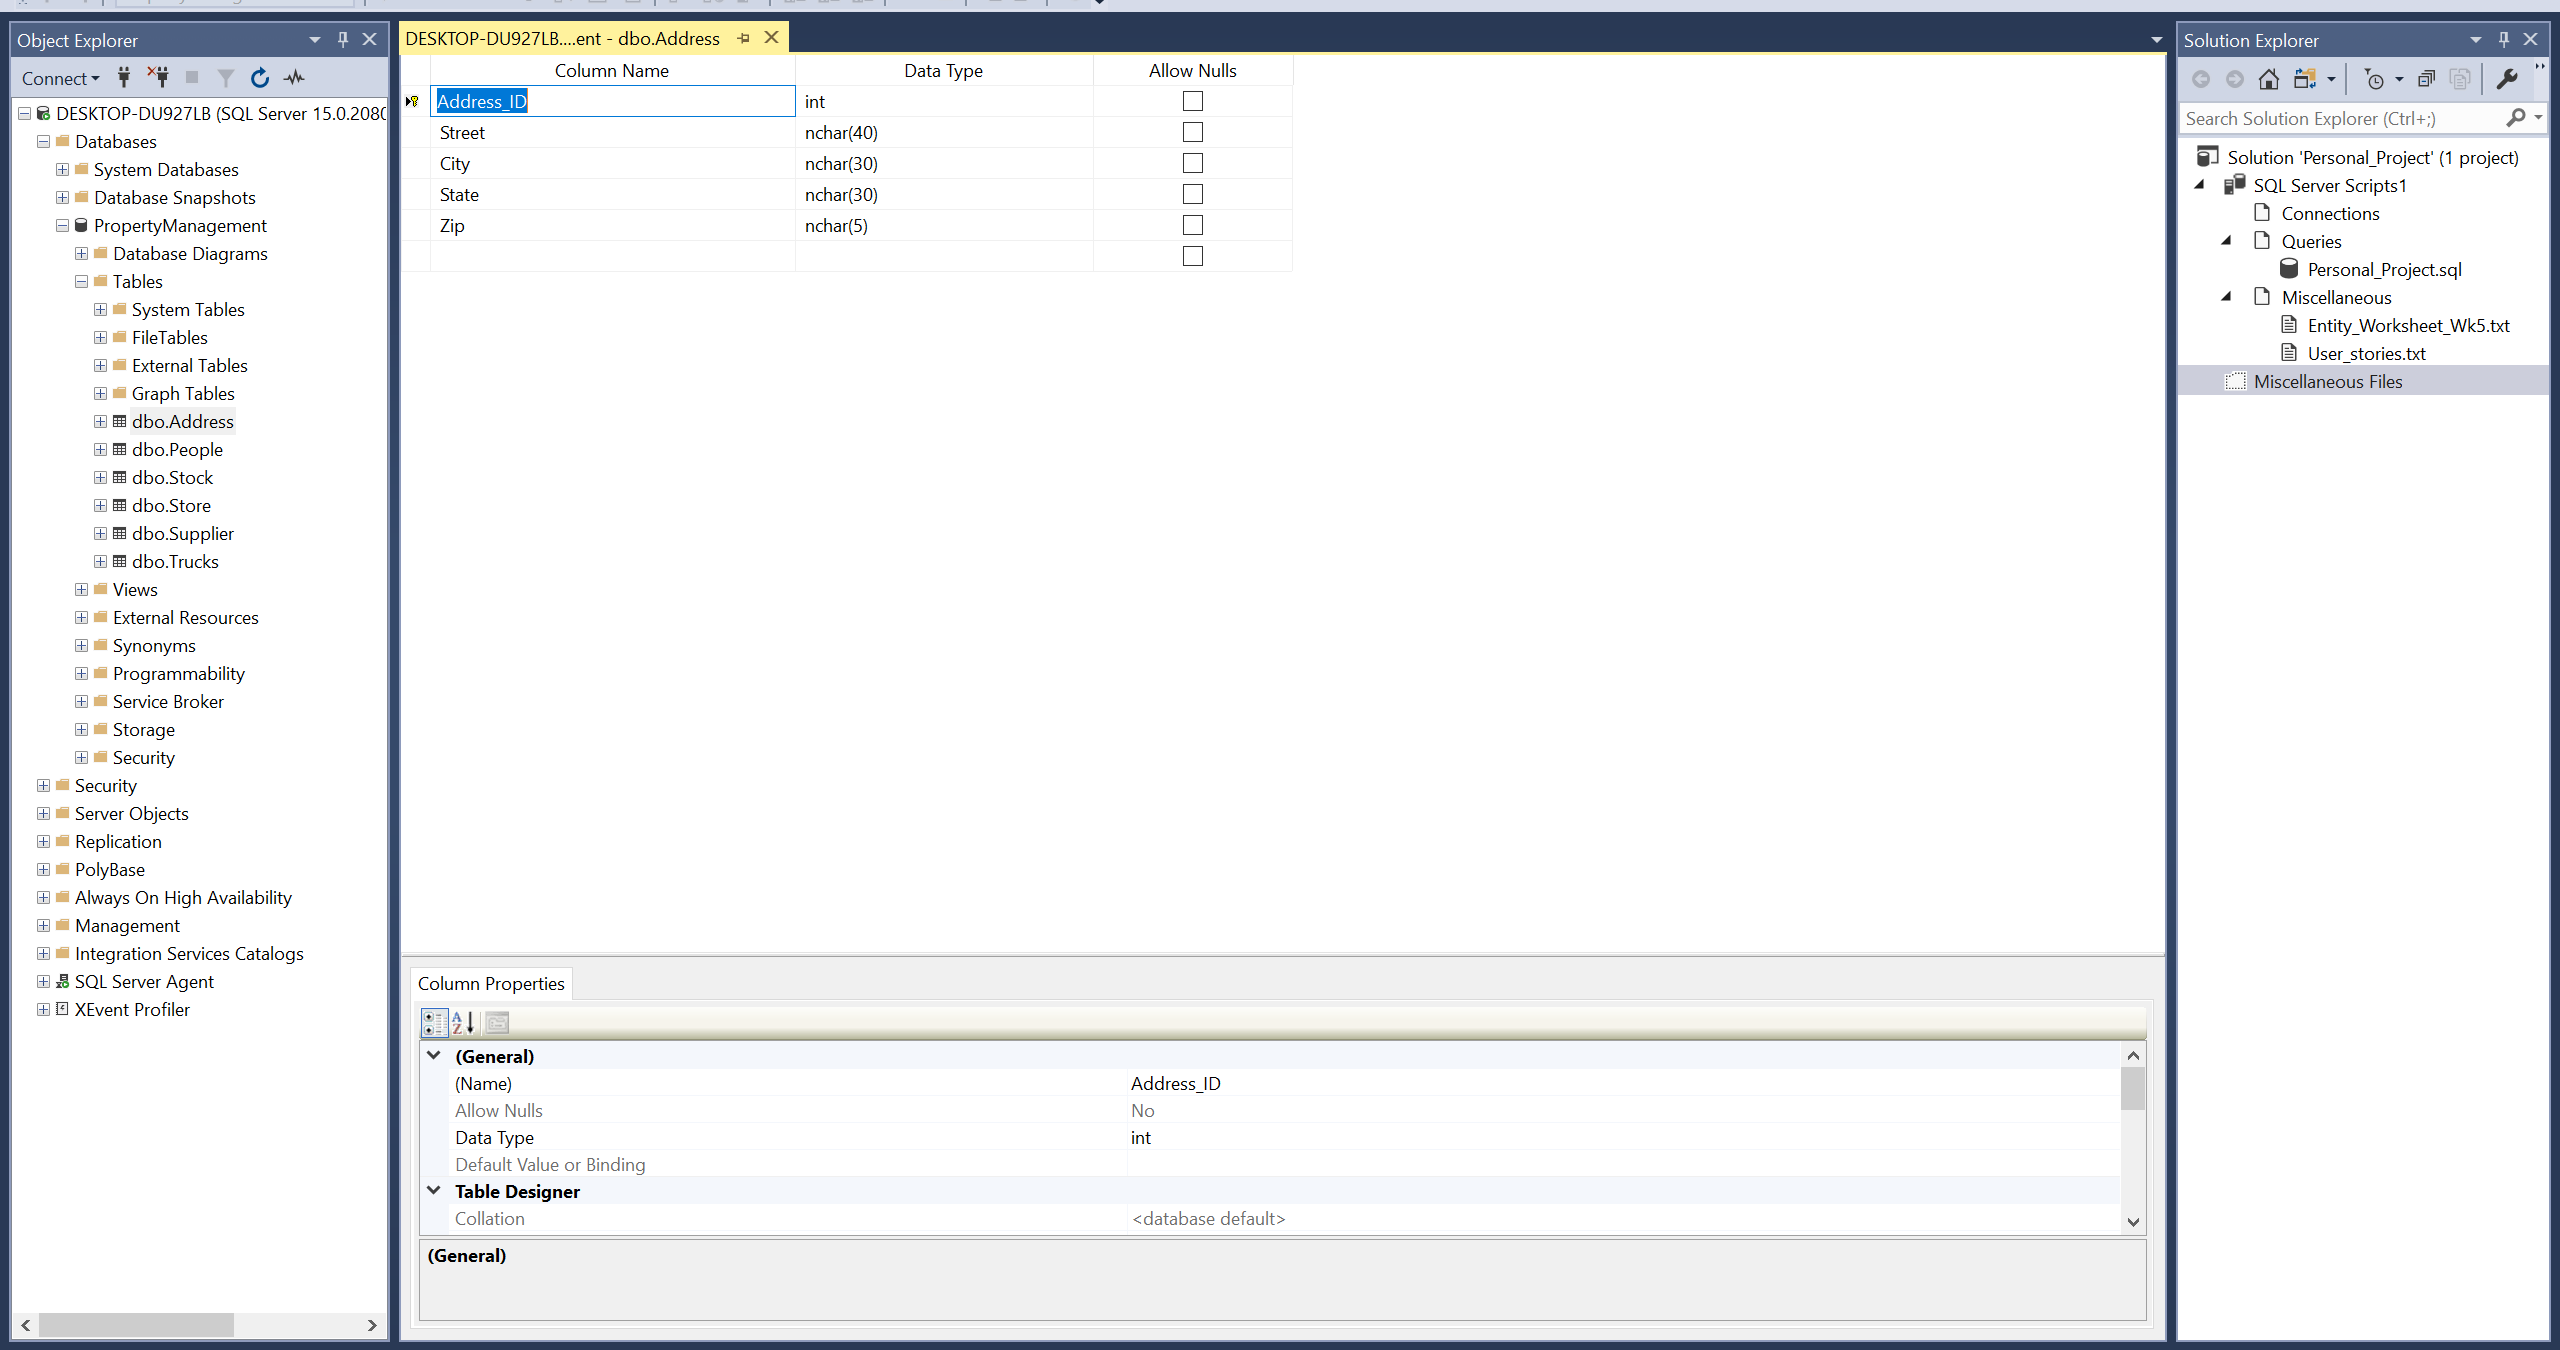 Object Explorer
Connect
DESKTOP-DU927LB (SQL Server 15.0.2080
Databases
System Databases
Database Snapshots
PropertyManagement
Database Diagrams
Tables
System Tables
FileTables
External Tables
Graph Tables
dbo.Address
dbo.People
dbo.Stock
dbo.Store
dbo.Supplier
dbo.Trucks
Views
External Resources
Synonyms
Programmability
Service Broker
Storage
Security
Security
Server Objects
Replication
PolyBase
Always On High Availability
Management
Integration Services Catalogs
SQL Server Agent
XEvent Profiler
DESKTOP-DU927LB....ent - dbo.Address
Column Name Data Type Allow Nulls
Address_ID int
Street nchar(40)
City nchar(30)
State nchar(30)
Zip nchar(5)
Column Properties
(General)
(Name) Address_ID
Allow Nulls No
Data Type int
Default Value or Binding
Table Designer
Collation <database default>
(General)
Solution Explorer
Search Solution Explorer (Ctrl+;)
Solution 'Personal_Project' (1 project)
SQL Server Scripts1
Connections
Queries
Personal_Project.sql
Miscellaneous
Entity_Worksheet_Wk5.txt
User_stories.txt
Miscellaneous Files